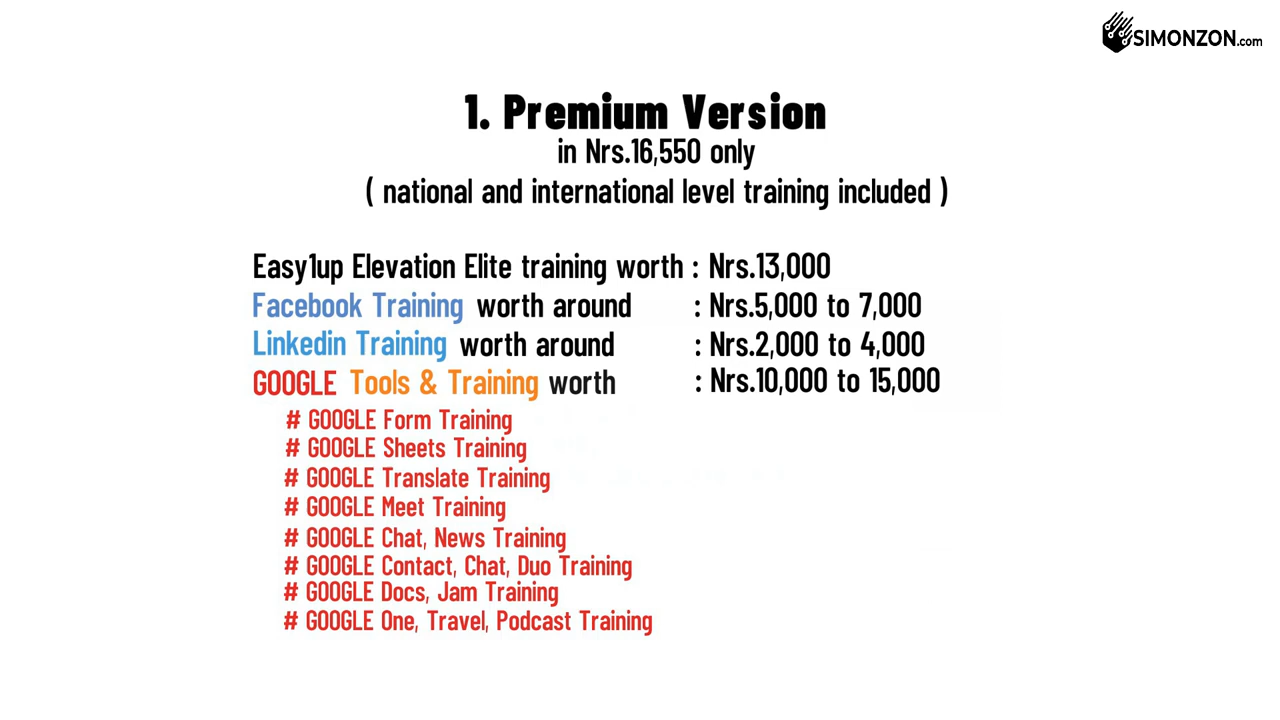 SIMONZON.com
1. Premium Version
in Nrs.16,550 only
( national and international level training included )
Easy1up Elevation Elite training worth : Nrs.13,000
Facebook Training worth around : Nrs.5,000 to 7,000
Linkedin Training worth around : Nrs.2,000 to 4,000
GOOGLE Tools & Training worth : Nrs.10,000 to 15,000
# GOOGLE Form Training
# GOOGLE Sheets Training
# GOOGLE Translate Training
# GOOGLE Meet Training
# GOOGLE Chat, News Training
# GOOGLE Contact, Chat, Duo Training
# GOOGLE Docs, Jam Training
# GOOGLE One, Travel, Podcast Training